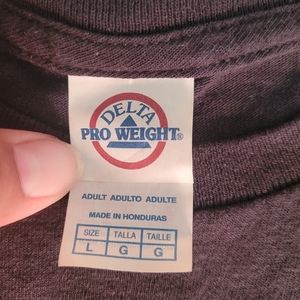 DELTA
PRO WEIGHT®
ADULT ADULTO ADULTE
MADE IN HONDURAS
SIZE TALLA TAILLE
L G G